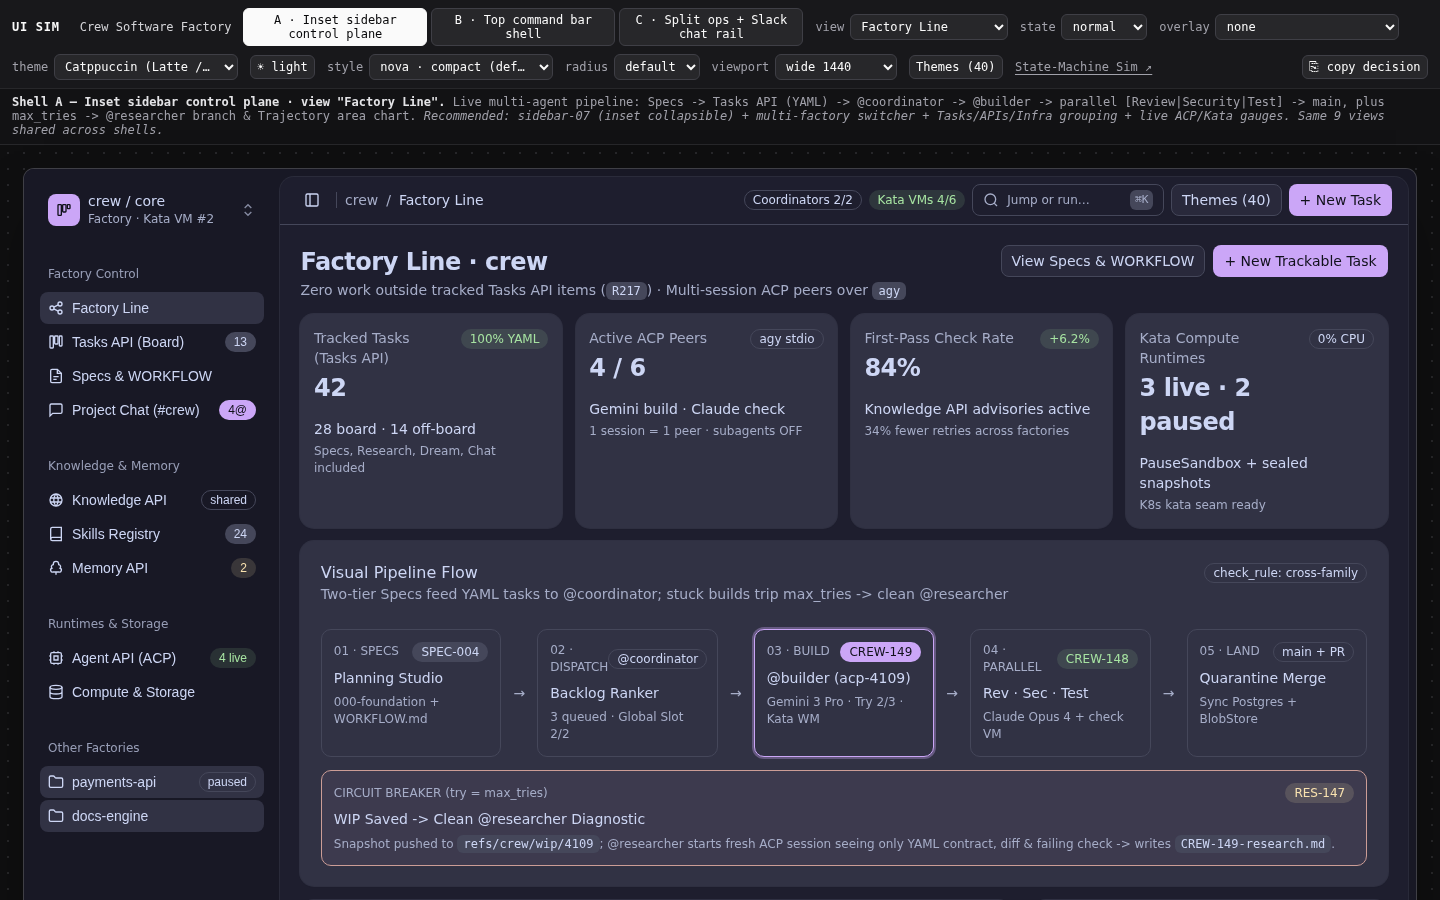 UI SIM Crew Software Factory
A · Inset sidebar
control plane
B · Top command bar
shell
C · Split ops + Slack
chat rail
view Factory Line state normal overlay none
theme Catppuccin (Latte /… ☀ light style nova · compact (def… radius default viewport wide 1440 Themes (40) State-Machine Sim ↗ ⎘ copy decision
Shell A — Inset sidebar control plane · view "Factory Line". Live multi-agent pipeline: Specs -> Tasks API (YAML) -> @coordinator -> @builder -> parallel [Review|Security|Test] -> main, plus
max_tries -> @researcher branch & Trajectory area chart. Recommended: sidebar-07 (inset collapsible) + multi-factory switcher + Tasks/APIs/Infra grouping + live ACP/Kata gauges. Same 9 views
shared across shells.
crew / core
Factory · Kata VM #2
Factory Control
Factory Line
Tasks API (Board) 13
Specs & WORKFLOW
Project Chat (#crew) 4@
Knowledge & Memory
Knowledge API shared
Skills Registry 24
Memory API 2
Runtimes & Storage
Agent API (ACP) 4 live
Compute & Storage
Other Factories
payments-api paused
docs-engine
crew / Factory Line Coordinators 2/2 Kata VMs 4/6 Jump or run… ⌘K Themes (40) + New Task
Factory Line · crew
View Specs & WORKFLOW + New Trackable Task
Zero work outside tracked Tasks API items (R217) · Multi-session ACP peers over agy
Tracked Tasks
(Tasks API)
100% YAML
42
28 board · 14 off-board
Specs, Research, Dream, Chat
included
Active ACP Peers agy stdio
4 / 6
Gemini build · Claude check
1 session = 1 peer · subagents OFF
First-Pass Check Rate +6.2%
84%
Knowledge API advisories active
34% fewer retries across factories
Kata Compute
Runtimes
0% CPU
3 live · 2
paused
PauseSandbox + sealed
snapshots
K8s kata seam ready
Visual Pipeline Flow check_rule: cross-family
Two-tier Specs feed YAML tasks to @coordinator; stuck builds trip max_tries -> clean @researcher
01 · SPECS SPEC-004
Planning Studio
000-foundation +
WORKFLOW.md
→
02 ·
DISPATCH @coordinator
Backlog Ranker
3 queued · Global Slot
2/2
→
03 · BUILD CREW-149
@builder (acp-4109)
Gemini 3 Pro · Try 2/3 ·
Kata WM
→
04 ·
PARALLEL CREW-148
Rev · Sec · Test
Claude Opus 4 + check
VM
→
05 · LAND main + PR
Quarantine Merge
Sync Postgres +
BlobStore
CIRCUIT BREAKER (try = max_tries) RES-147
WIP Saved -> Clean @researcher Diagnostic
Snapshot pushed to refs/crew/wip/4109; @researcher starts fresh ACP session seeing only YAML contract, diff & failing check -> writes CREW-149-research.md.